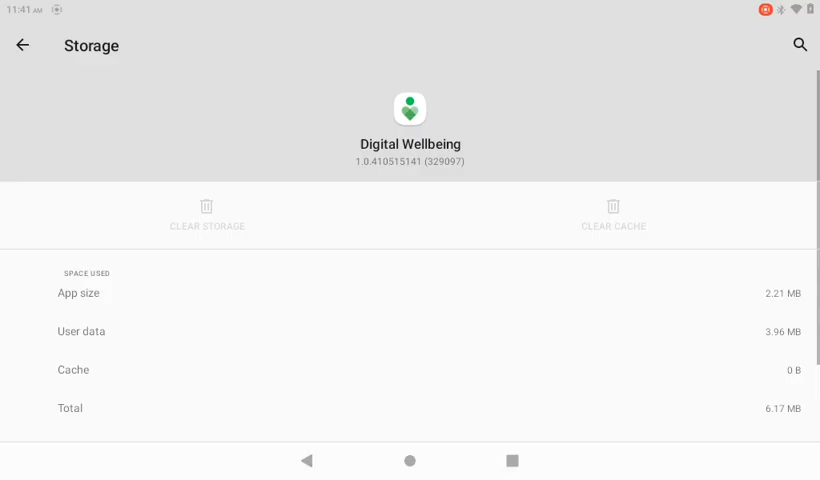 11:41 AM
Storage
Digital Wellbeing
1.0.410515141 (329097)
CLEAR STORAGE
CLEAR CACHE
SPACE USED
App size 2.21 MB
User data 3.96 MB
Cache 0 B
Total 6.17 MB